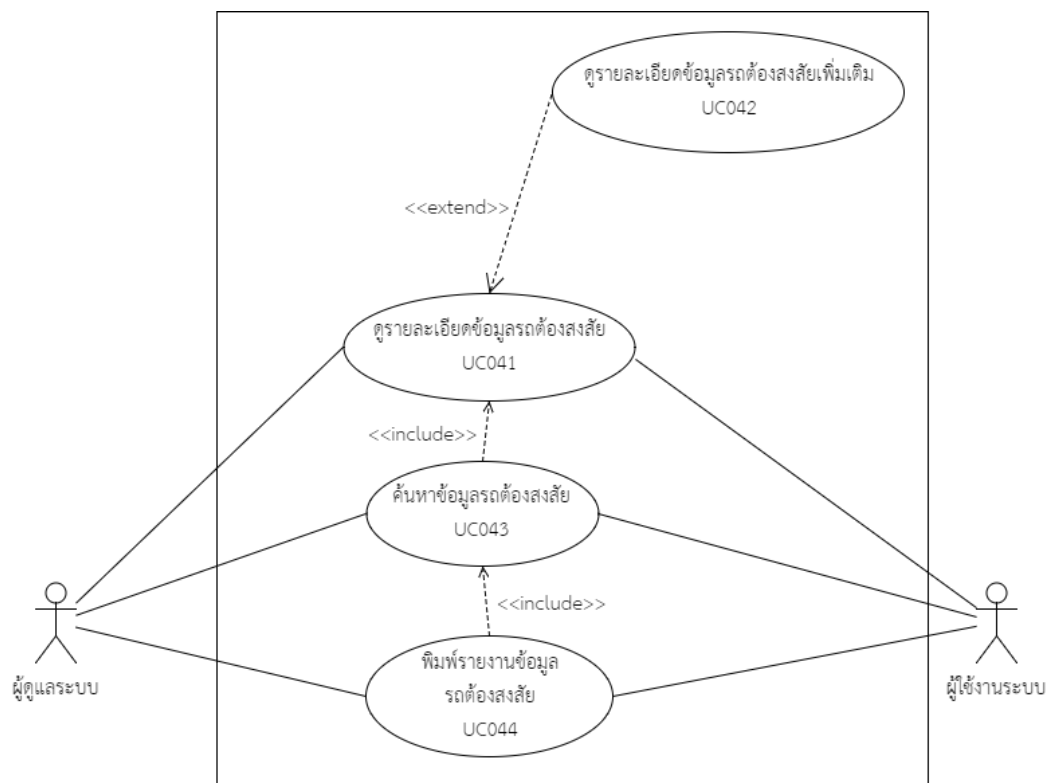 ดูรายละเอียดข้อมูลรถต้องสงสัยเพิ่มเติม
UC042
<<extend>>
ดูรายละเอียดข้อมูลรถต้องสงสัย
UC041
<<include>>
ค้นหาข้อมูลรถต้องสงสัย
UC043
<<include>>
พิมพ์รายงานข้อมูล
รถต้องสงสัย
UC044
ผู้ดูแลระบบ
ผู้ใช้งานระบบ